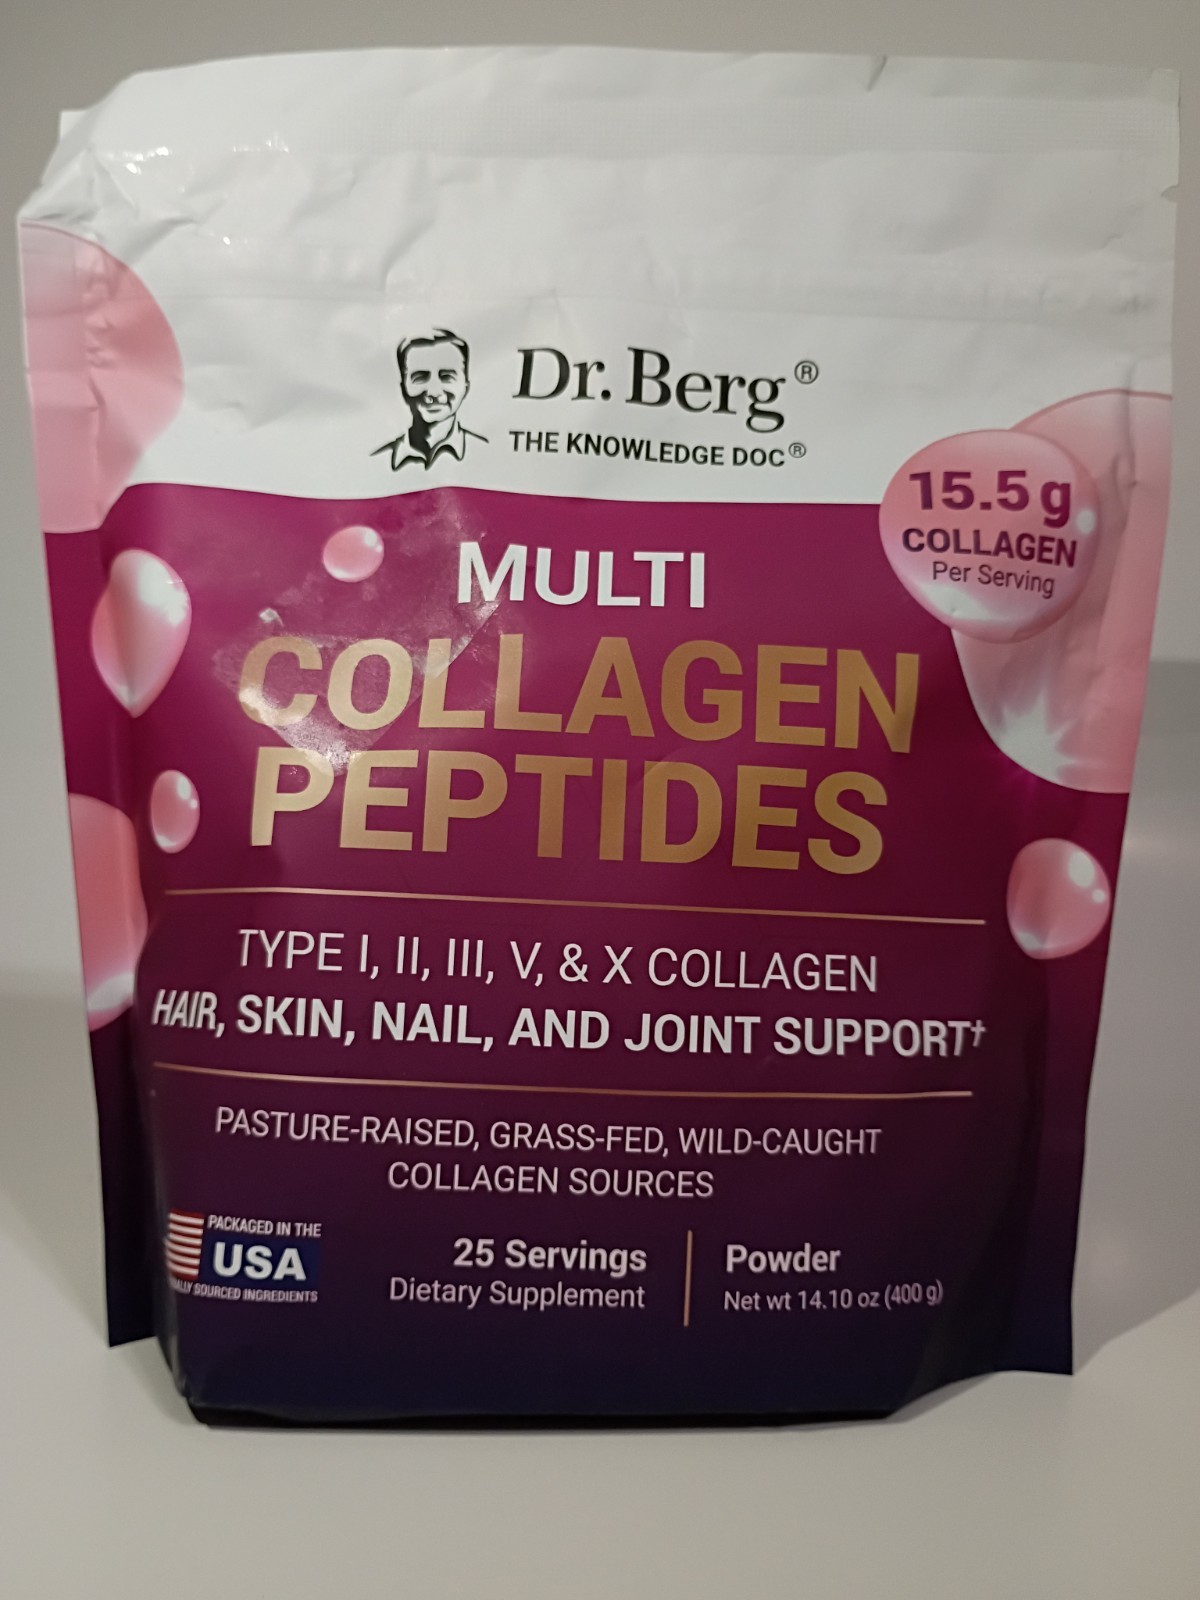 Dr. Berg®
THE KNOWLEDGE DOC®
15.5 g
COLLAGEN
Per Serving
MULTI
COLLAGEN
PEPTIDES
TYPE I, II, III, V, & X COLLAGEN
HAIR, SKIN, NAIL, AND JOINT SUPPORT†
PASTURE-RAISED, GRASS-FED, WILD-CAUGHT
COLLAGEN SOURCES
PACKAGED IN THE
USA
SOURCED INGREDIENTS
25 Servings
Dietary Supplement
Powder
Net wt 14.10 oz (400 g)